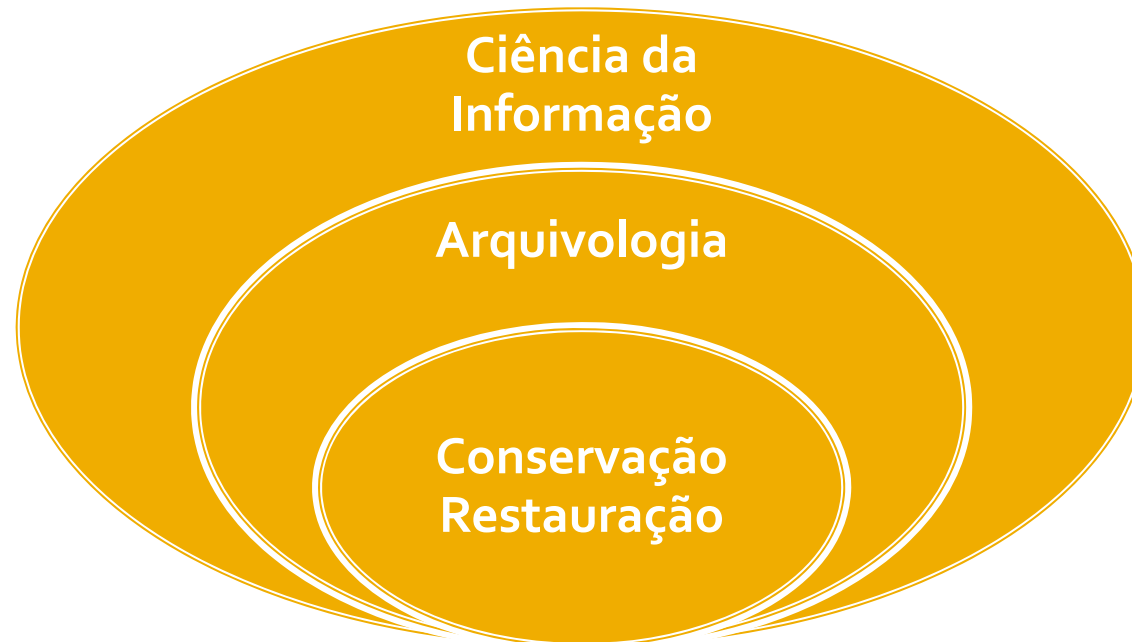 Ciência da
Informação
Arquivologia
Conservação
Restauração